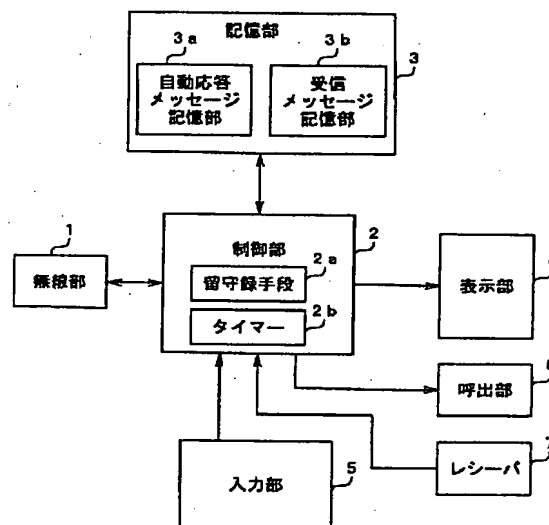 記憶部
3a
3b
3
自動応答
メッセージ
記憶部
受信
メッセージ
記憶部
1
無線部
制御部
2
2a
留守録手段
2b
タイマー
表示部
呼出部
レシーバ
7
入力部
5